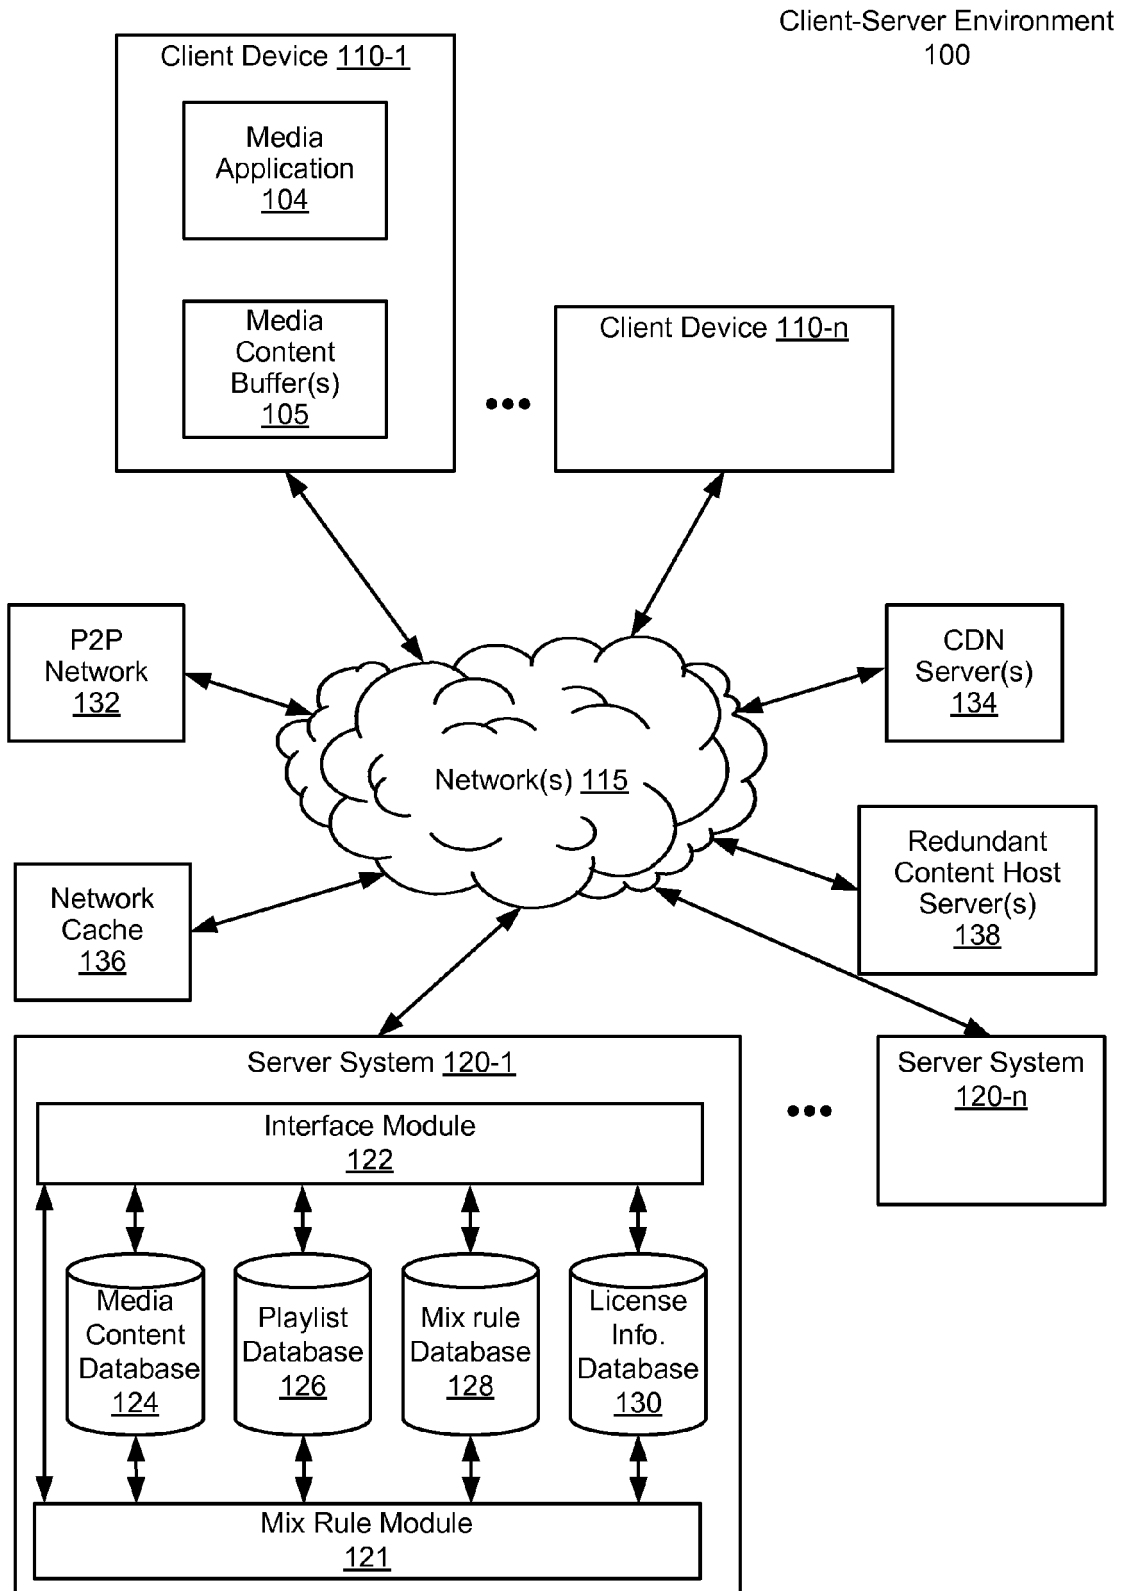 Client-Server Environment
100
Client Device 110-1
Media
Application
104
Media
Content
Buffer(s)
105
Client Device 110-n
P2P
Network
132
CDN
Server(s)
134
Network(s) 115
Redundant
Content Host
Server(s)
138
Network
Cache
136
Server System 120-1
Server System
120-n
Interface Module
122
Media
Content
Database
124
Playlist
Database
126
Mix rule
Database
128
License
Info.
Database
130
Mix Rule Module
121